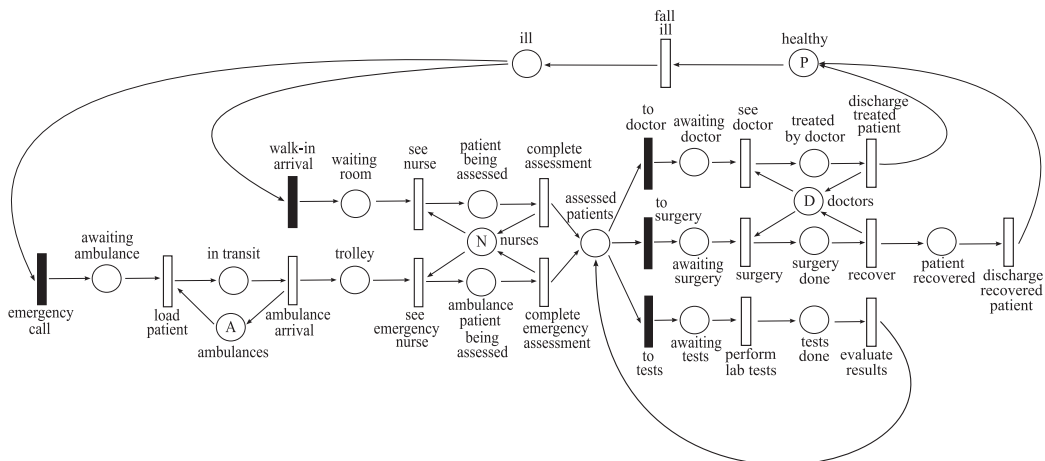 fall
ill
ill
healthy
P
to
doctor
awaiting
doctor
see
doctor
treated
by doctor
discharge
treated
patient
walk-in
arrival
waiting
room
see
nurse
patient
being
assessed
complete
assessment
assessed
patients
D
doctors
to
surgery
N
nurses
awaiting
ambulance
in transit
trolley
emergency
call
load
patient
A
ambulances
ambulance
arrival
see
emergency
nurse
ambulance
patient
being
assessed
complete
emergency
assessment
awaiting
surgery
surgery
surgery
done
recover
patient
recovered
discharge
recovered
patient
to
tests
awaiting
tests
perform
lab tests
tests
done
evaluate
results